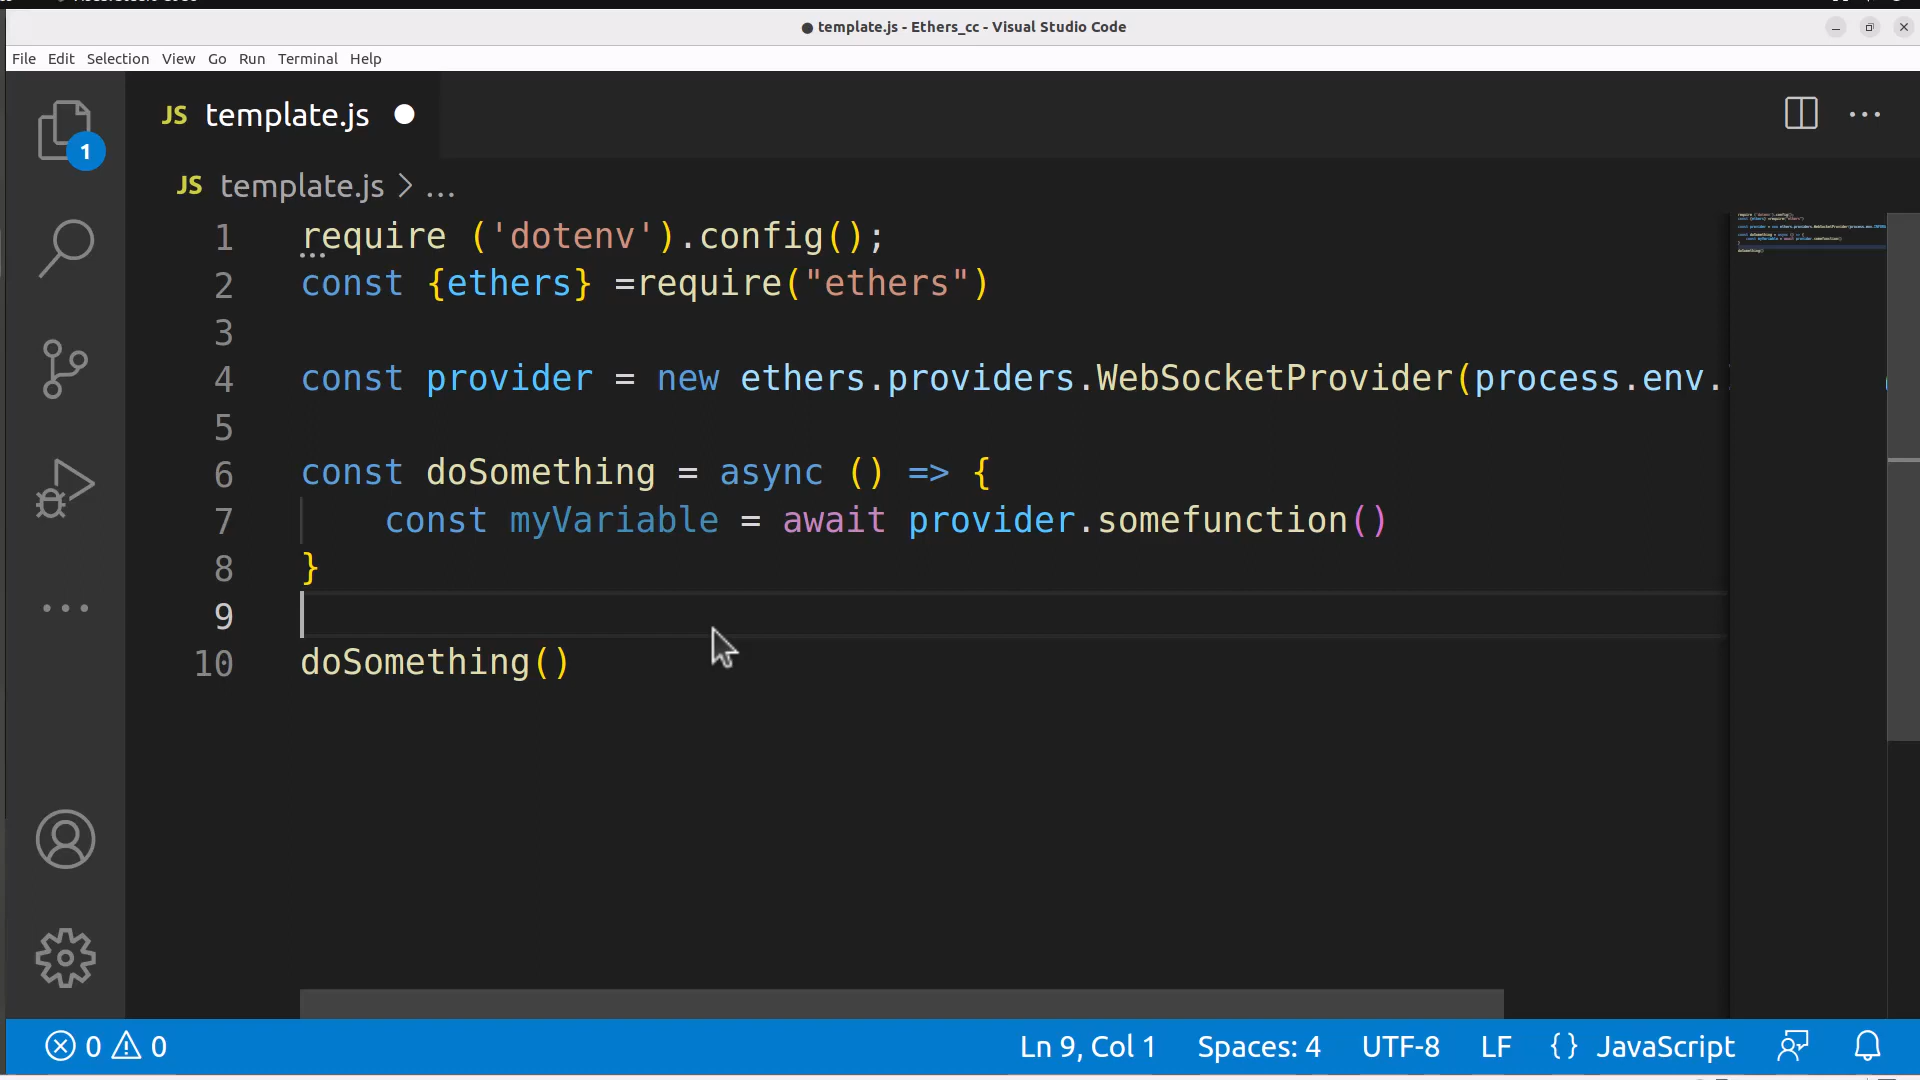 template.js - Ethers_cc - Visual Studio Code
File Edit Selection View Go Run Terminal Help
JS template.js
1
JS template.js > ...
1 require ('dotenv').config();
2 const {ethers} =require("ethers")
3
4 const provider = new ethers.providers.WebSocketProvider(process.env.
5
6 const doSomething = async () => {
7 const myVariable = await provider.somefunction()
8 }
9
10 doSomething()
0 0 Ln 9, Col 1 Spaces: 4 UTF-8 LF {} JavaScript